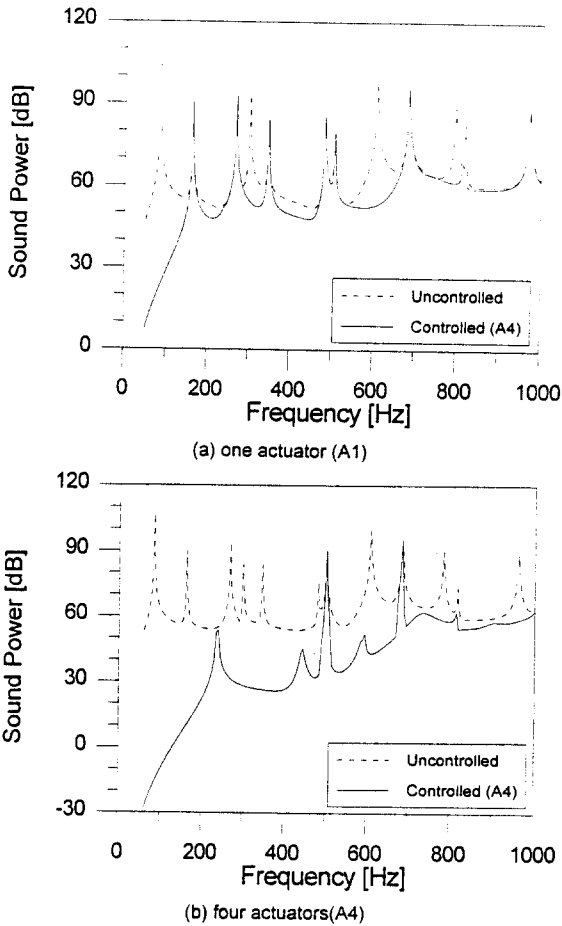 120
90
60
30
0
Sound Power [dB]
Uncontrolled
Controlled (A4)
0 200 400 600 800 1000
Frequency [Hz]
(a) one actuator (A1)
120
90
60
30
0
-30
Sound Power [dB]
Uncontrolled
Controlled (A4)
0 200 400 600 800 1000
Frequency [Hz]
(b) four actuators(A4)